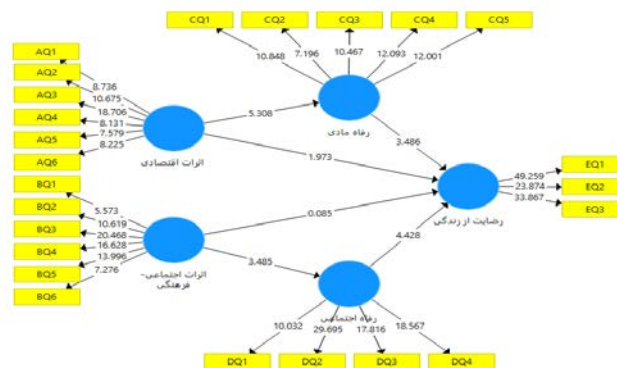 CQ1 CQ2 CQ3 CQ4 CQ5
10.848 7.196 10.467 12.093 12.001
AQ1
AQ2
AQ3
AQ4
AQ5
AQ6
8.736
10.675
18.706
8.131
7.579
8.225
اثرات اقتصادی
5.308
رفاه مادی
3.486
1.973
BQ1
BQ2
BQ3
BQ4
BQ5
BQ6
5.573
10.619
20.468
16.628
13.996
7.276
اثرات اجتماعی-
فرهنگی
0.085
3.485
رفاه اجتماعی
4.428
رضایت از زندگی
49.259
23.874
33.867
EQ1
EQ2
EQ3
10.032 29.695 17.816 18.567
DQ1 DQ2 DQ3 DQ4